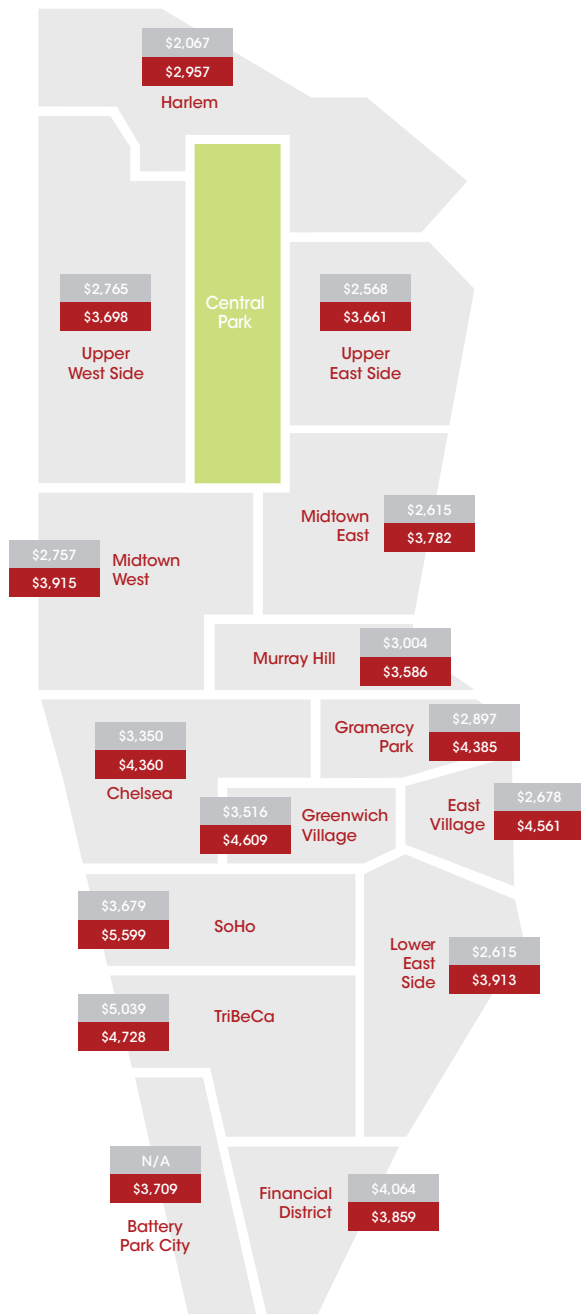 $2,067
$2,957
Harlem
$2,765
$3,698
Upper
West Side
Central
Park
$2,568
$3,661
Upper
East Side
Midtown
East
$2,615
$3,782
$2,757
$3,915
Midtown
West
Murray Hill
$3,004
$3,586
Gramercy
Park
$2,897
$4,385
$3,350
$4,360
Chelsea
$3,516
$4,609
Greenwich
Village
East
Village
$2,678
$4,561
$3,679
$5,599
SoHo
Lower
East
Side
$2,615
$3,913
$5,039
$4,728
TriBeCa
N/A
$3,709
Battery
Park City
Financial
District
$4,064
$3,859